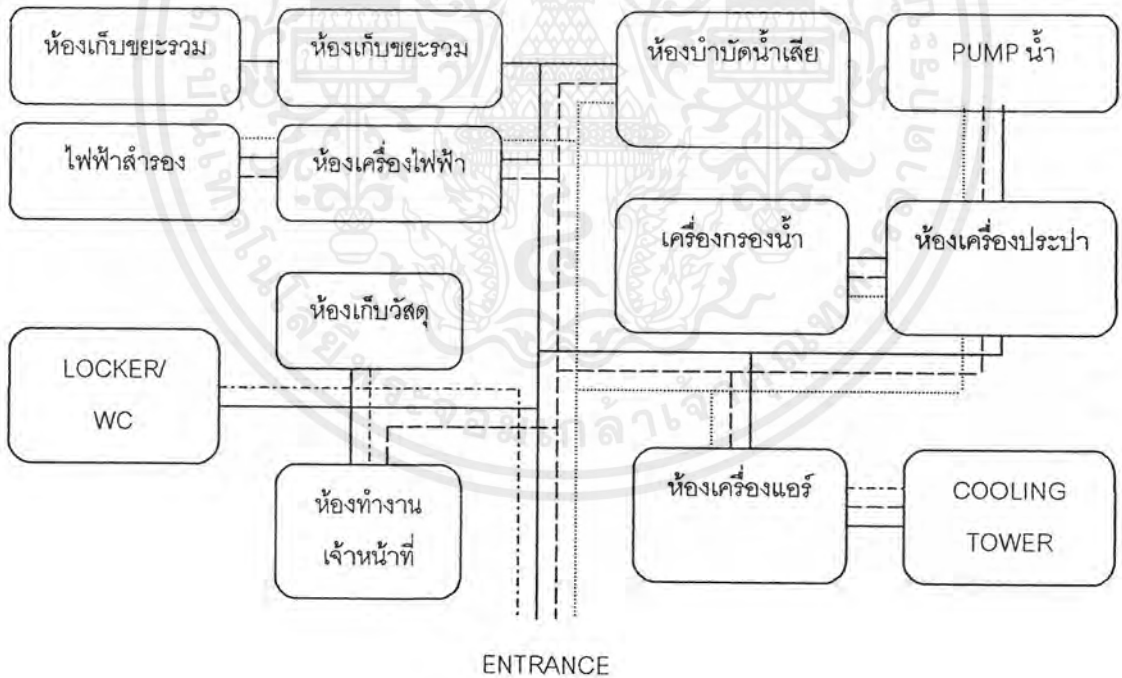 ห้องเก็บขยะรวม
ห้องเก็บขยะรวม
ห้องบำบัดน้ำเสีย
PUMP น้ำ
ไฟฟ้าสำรอง
ห้องเครื่องไฟฟ้า
เครื่องกรองน้ำ
ห้องเครื่องประปา
ห้องเก็บวัสดุ
LOCKER/
WC
ห้องทำงาน
เจ้าหน้าที่
ห้องเครื่องแอร์
COOLING
TOWER
ENTRANCE